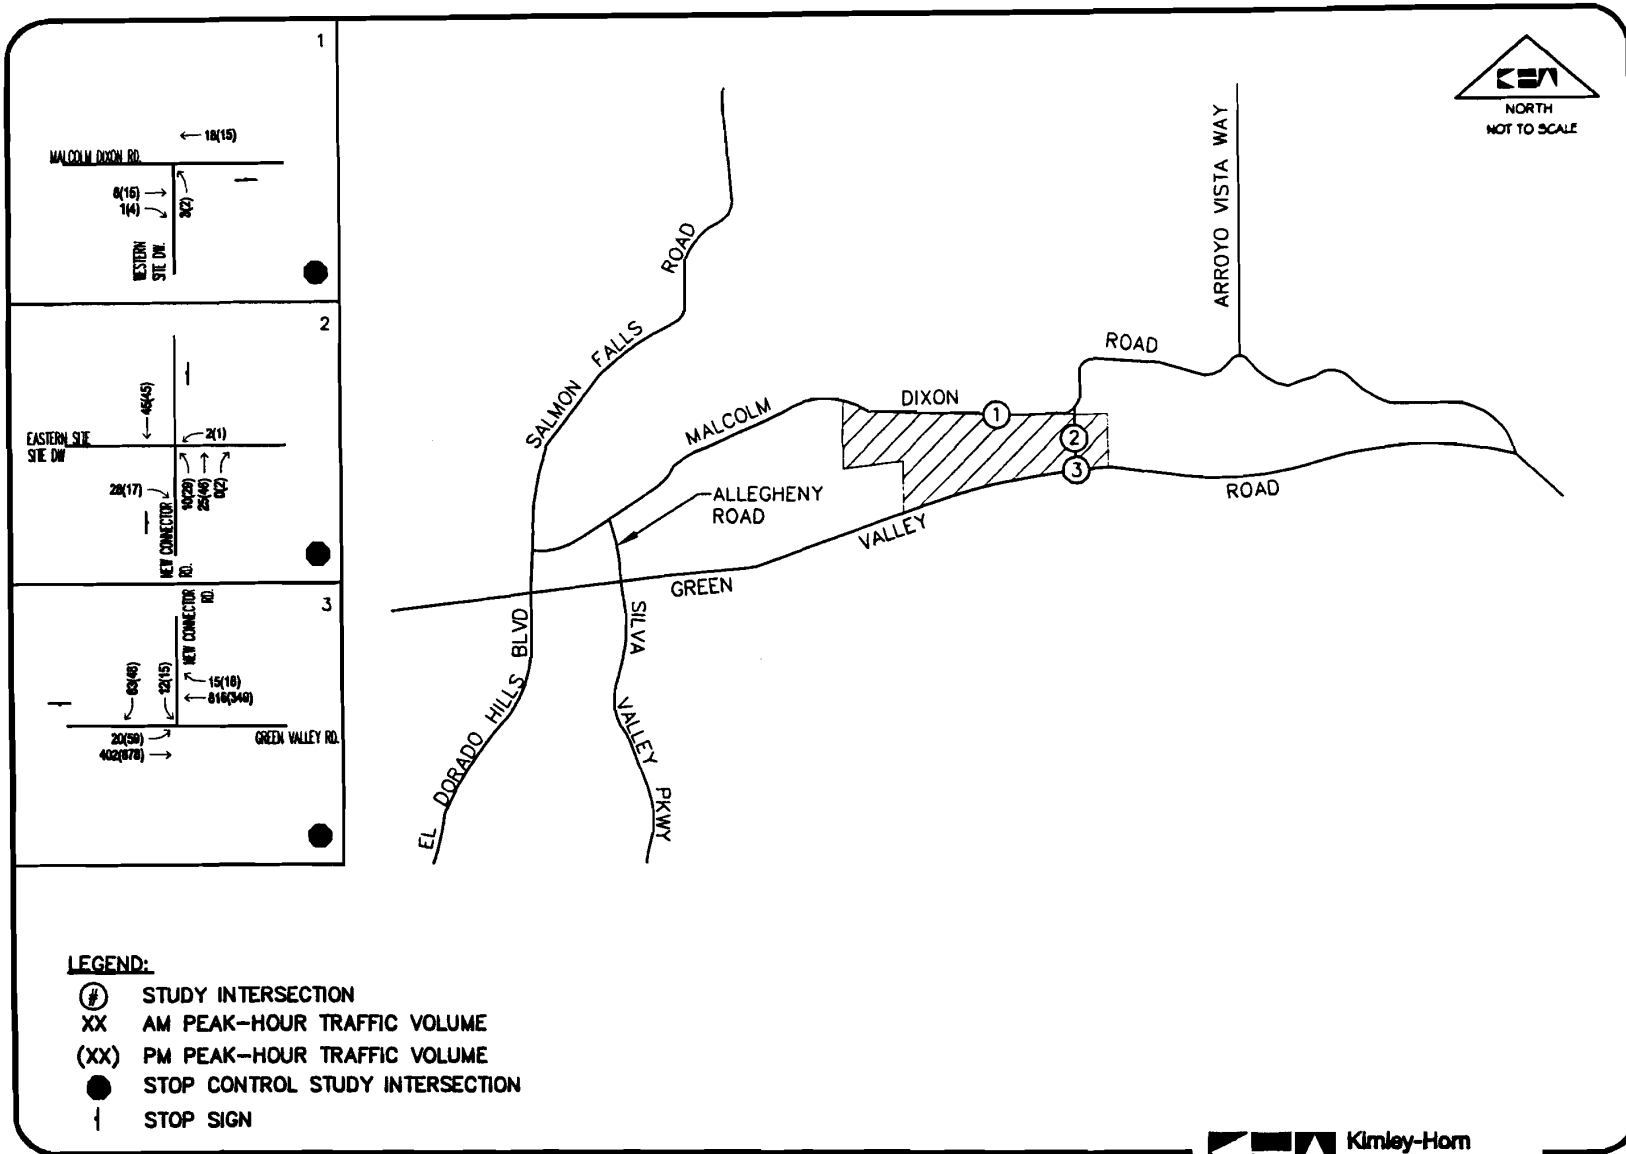 1
18(15)
MALCOLM DIXON RD.
8(15)
1(4)
3(2)
WESTERN
SITE DW.
2
46(45)
2(1)
EASTERN SITE
SITE DW
28(17)
10(29)
25(46)
0(2)
NEW CONNECTOR
RD.
3
NEW CONNECTOR
RD.
63(48)
12(15)
15(18)
816(349)
20(59)
402(878)
GREEN VALLEY RD.
NORTH
NOT TO SCALE
SALMON FALLS ROAD
ARROYO VISTA WAY
MALCOLM DIXON ROAD
1
2
3
ALLEGHENY
ROAD
GREEN VALLEY ROAD
EL DORADO HILLS BLVD
SILVA VALLEY PKWY
LEGEND:
# STUDY INTERSECTION
XX AM PEAK-HOUR TRAFFIC VOLUME
(XX) PM PEAK-HOUR TRAFFIC VOLUME
STOP CONTROL STUDY INTERSECTION
STOP SIGN
Kimley-Horn